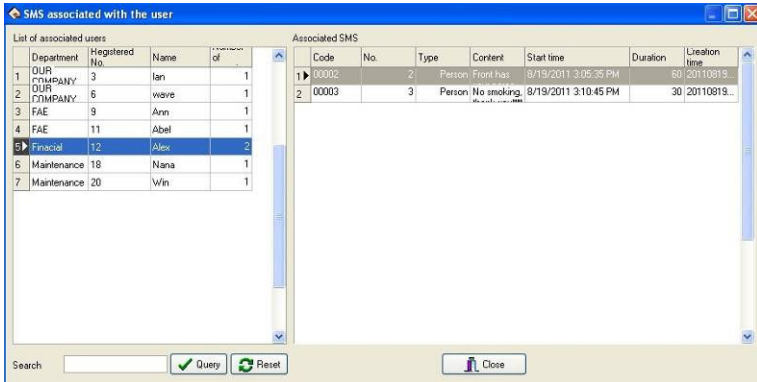 SMS associated with the user
List of associated users
Department Registered No. Name of
1 OUR COMPANY 3 Ian 1
2 OUR COMPANY 6 wave 1
3 FAE 9 Ann 1
4 FAE 11 Abel 1
5 Finacial 12 Alex 2
6 Maintenance 18 Nana 1
7 Maintenance 20 Win 1
Associated SMS
Code No. Type Content Start time Duration Creation time
1 00002 2 Person Front has 8/19/2011 3:05:35 PM 60 20110819...
2 00003 3 Person No smoking, 8/19/2011 3:10:45 PM 30 20110819...
Search Query Reset Close